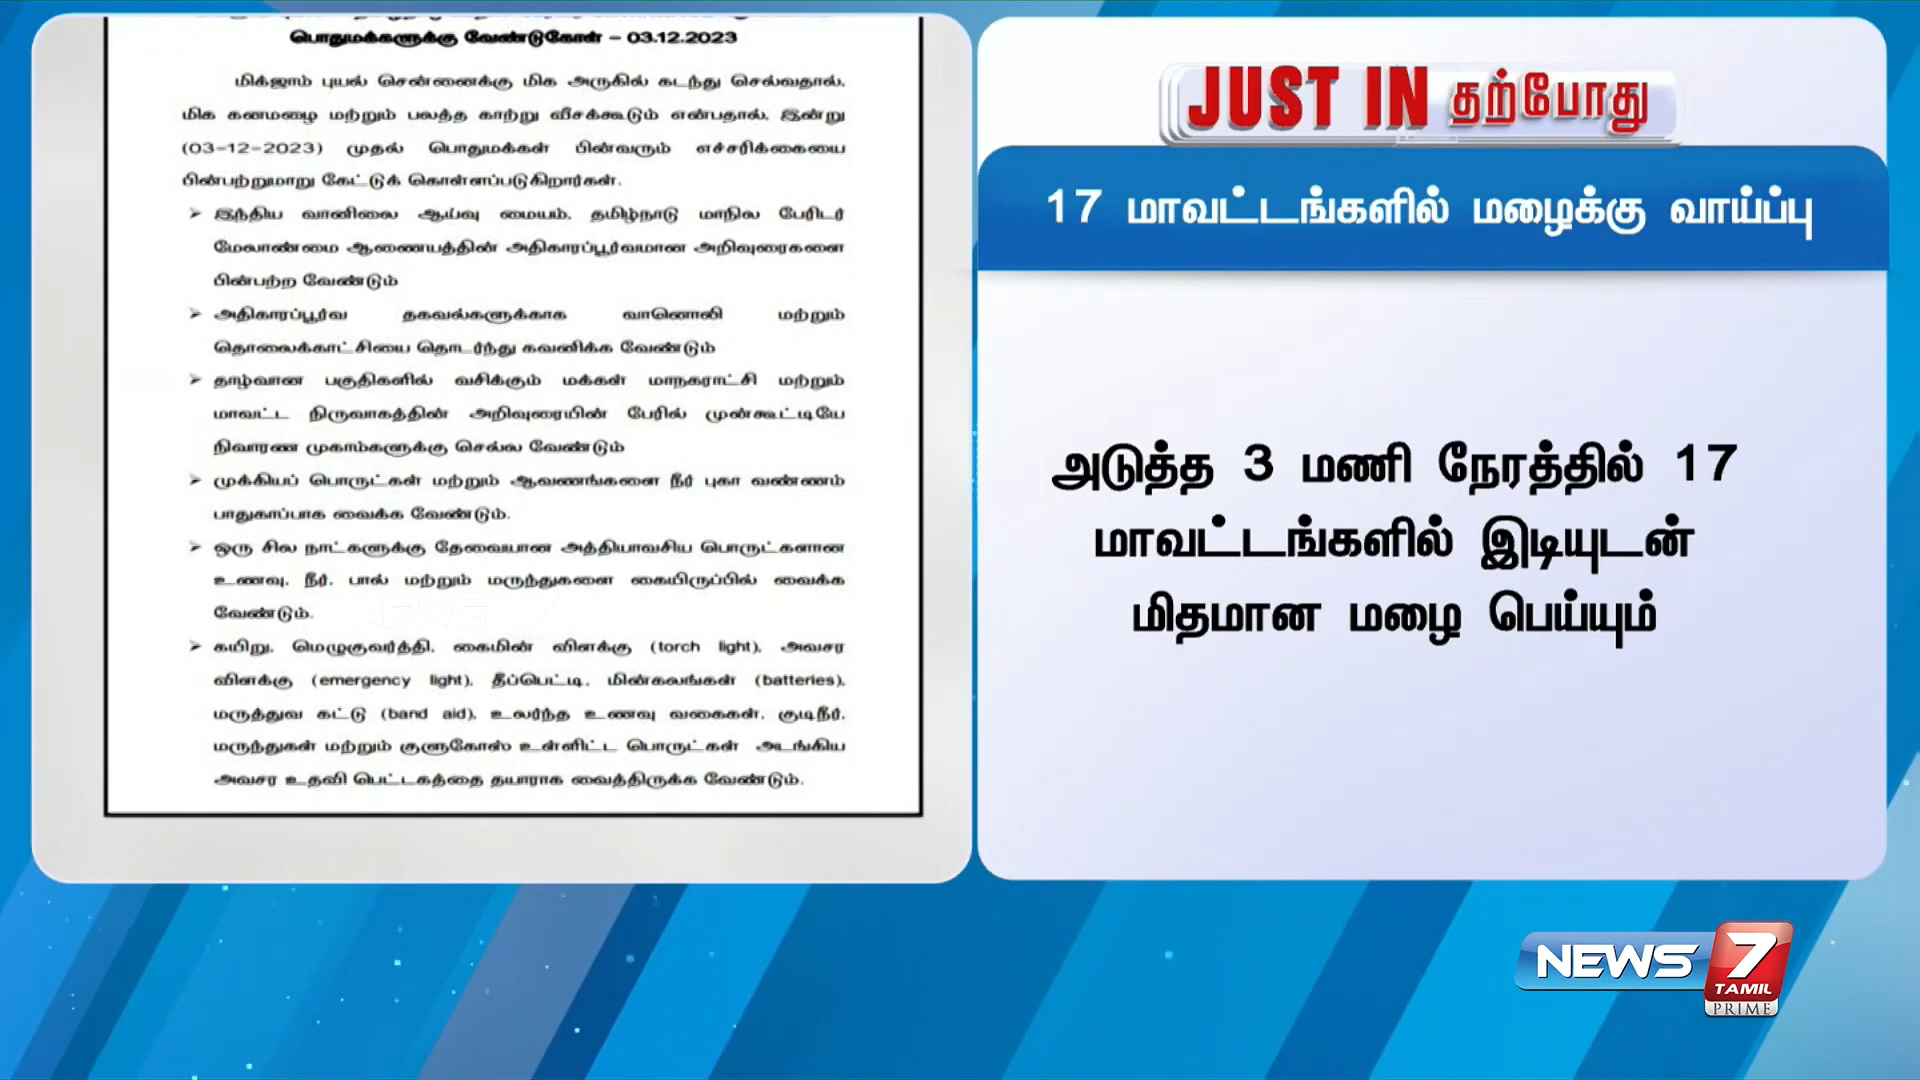 பொதுமக்களுக்கு வேண்டுகோள் – 03.12.2023
மிக்ஜாம் புயல் சென்னைக்கு மிக அருகில் கடந்து செல்வதால்,
மிக கனமழை மற்றும் பலத்த காற்று வீசக்கூடும் என்பதால், இன்று
(03-12-2023) முதல் பொதுமக்கள் பின்வரும் எச்சரிக்கையை
பின்பற்றுமாறு கேட்டுக் கொள்ளப்படுகிறார்கள்.
➢ இந்திய வானிலை ஆய்வு மையம், தமிழ்நாடு மாநில பேரிடர்
மேலாண்மை ஆணையத்தின் அதிகாரப்பூர்வமான அறிவுரைகளை
பின்பற்ற வேண்டும்
➢ அதிகாரப்பூர்வ தகவல்களுக்காக வானொலி மற்றும்
தொலைக்காட்சியை தொடர்ந்து கவனிக்க வேண்டும்
➢ தாழ்வான பகுதிகளில் வசிக்கும் மக்கள் மாநகராட்சி மற்றும்
மாவட்ட நிருவாகத்தின் அறிவுரையின் பேரில் முன்கூட்டியே
நிவாரண முகாம்களுக்கு செல்ல வேண்டும்
➢ முக்கியப் பொருட்கள் மற்றும் ஆவணங்களை நீர் புகா வண்ணம்
பாதுகாப்பாக வைக்க வேண்டும்.
➢ ஒரு சில நாட்களுக்கு தேவையான அத்தியாவசிய பொருட்களான
உணவு, நீர், பால் மற்றும் மருந்துகளை கையிருப்பில் வைக்க
வேண்டும்.
➢ கயிறு, மெழுகுவர்த்தி, கைமின் விளக்கு (torch light), அவசர
விளக்கு (emergency light), தீப்பெட்டி, மின்கலங்கள் (batteries),
மருத்துவ கட்டு (band aid), உலர்ந்த உணவு வகைகள், குடிநீர்,
மருந்துகள் மற்றும் குளுகோஸ் உள்ளிட்ட பொருட்கள் அடங்கிய
அவசர உதவி பெட்டகத்தை தயாராக வைத்திருக்க வேண்டும்.
JUST IN தற்போது
17 மாவட்டங்களில் மழைக்கு வாய்ப்பு
அடுத்த 3 மணி நேரத்தில் 17
மாவட்டங்களில் இடியுடன்
மிதமான மழை பெய்யும்
NEWS 7
TAMIL
PRIME